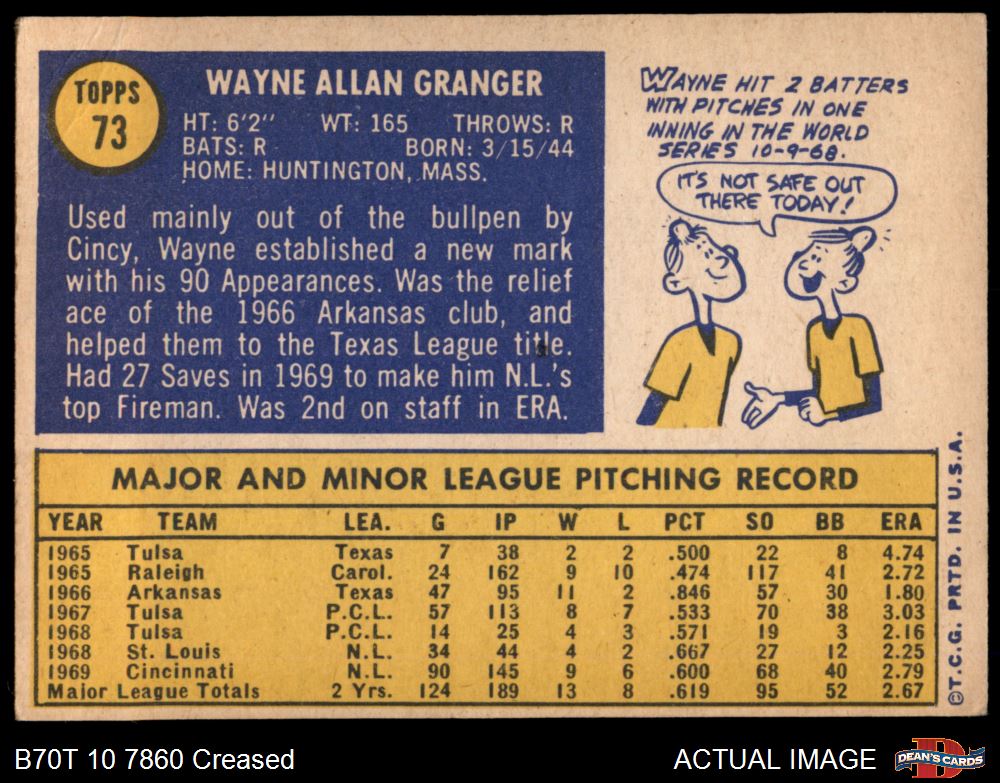 TOPPS
73
WAYNE ALLAN GRANGER
HT: 6'2" WT: 165 THROWS: R
BATS: R BORN: 3/15/44
HOME: HUNTINGTON, MASS.
Used mainly out of the bullpen by
Cincy, Wayne established a new mark
with his 90 Appearances. Was the relief
ace of the 1966 Arkansas club, and
helped them to the Texas League title.
Had 27 Saves in 1969 to make him N.L.'s
top Fireman. Was 2nd on staff in ERA.
WAYNE HIT 2 BATTERS
WITH PITCHES IN ONE
INNING IN THE WORLD
SERIES 10-9-68.
IT'S NOT SAFE OUT
THERE TODAY!
MAJOR AND MINOR LEAGUE PITCHING RECORD
YEAR TEAM LEA. G IP W L PCT SO BB ERA
1965 Tulsa Texas 7 38 2 2 .500 22 8 4.74
1965 Raleigh Carol. 24 162 9 10 .474 117 41 2.72
1966 Arkansas Texas 47 95 11 2 .846 57 30 1.80
1967 Tulsa P.C.L. 57 113 8 7 .533 70 38 3.03
1968 Tulsa P.C.L. 14 25 4 3 .571 19 3 2.16
1968 St. Louis N.L. 34 44 4 2 .667 27 12 2.25
1969 Cincinnati N.L. 90 145 9 6 .600 68 40 2.79
Major League Totals 2 Yrs. 124 189 13 8 .619 95 52 2.67
©T.C.G. PRTD. IN U.S.A.
B70T 10 7860 Creased
ACTUAL IMAGE
D
DEAN'S CARDS